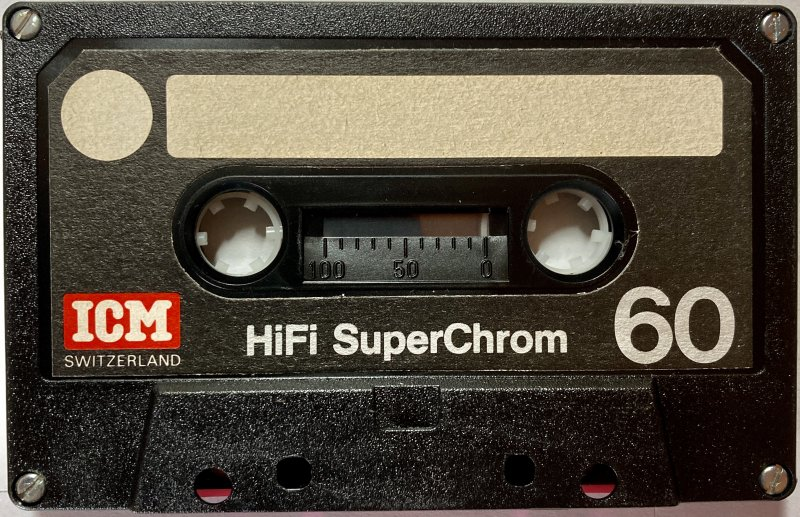 100 50 0
ICM
SWITZERLAND
HiFi SuperChrom
60